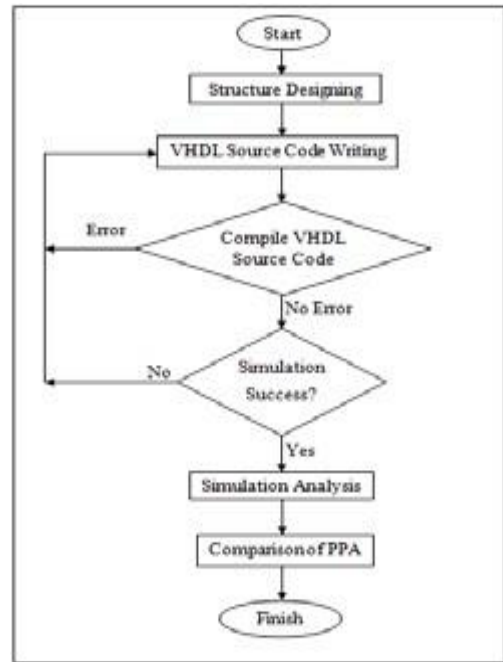 Start
Structure Designing
VHDL Source Code Writing
Error
Compile VHDL
Source Code
No Error
No
Simulation
Success?
Yes
Simulation Analysis
Comparison of PPA
Finish